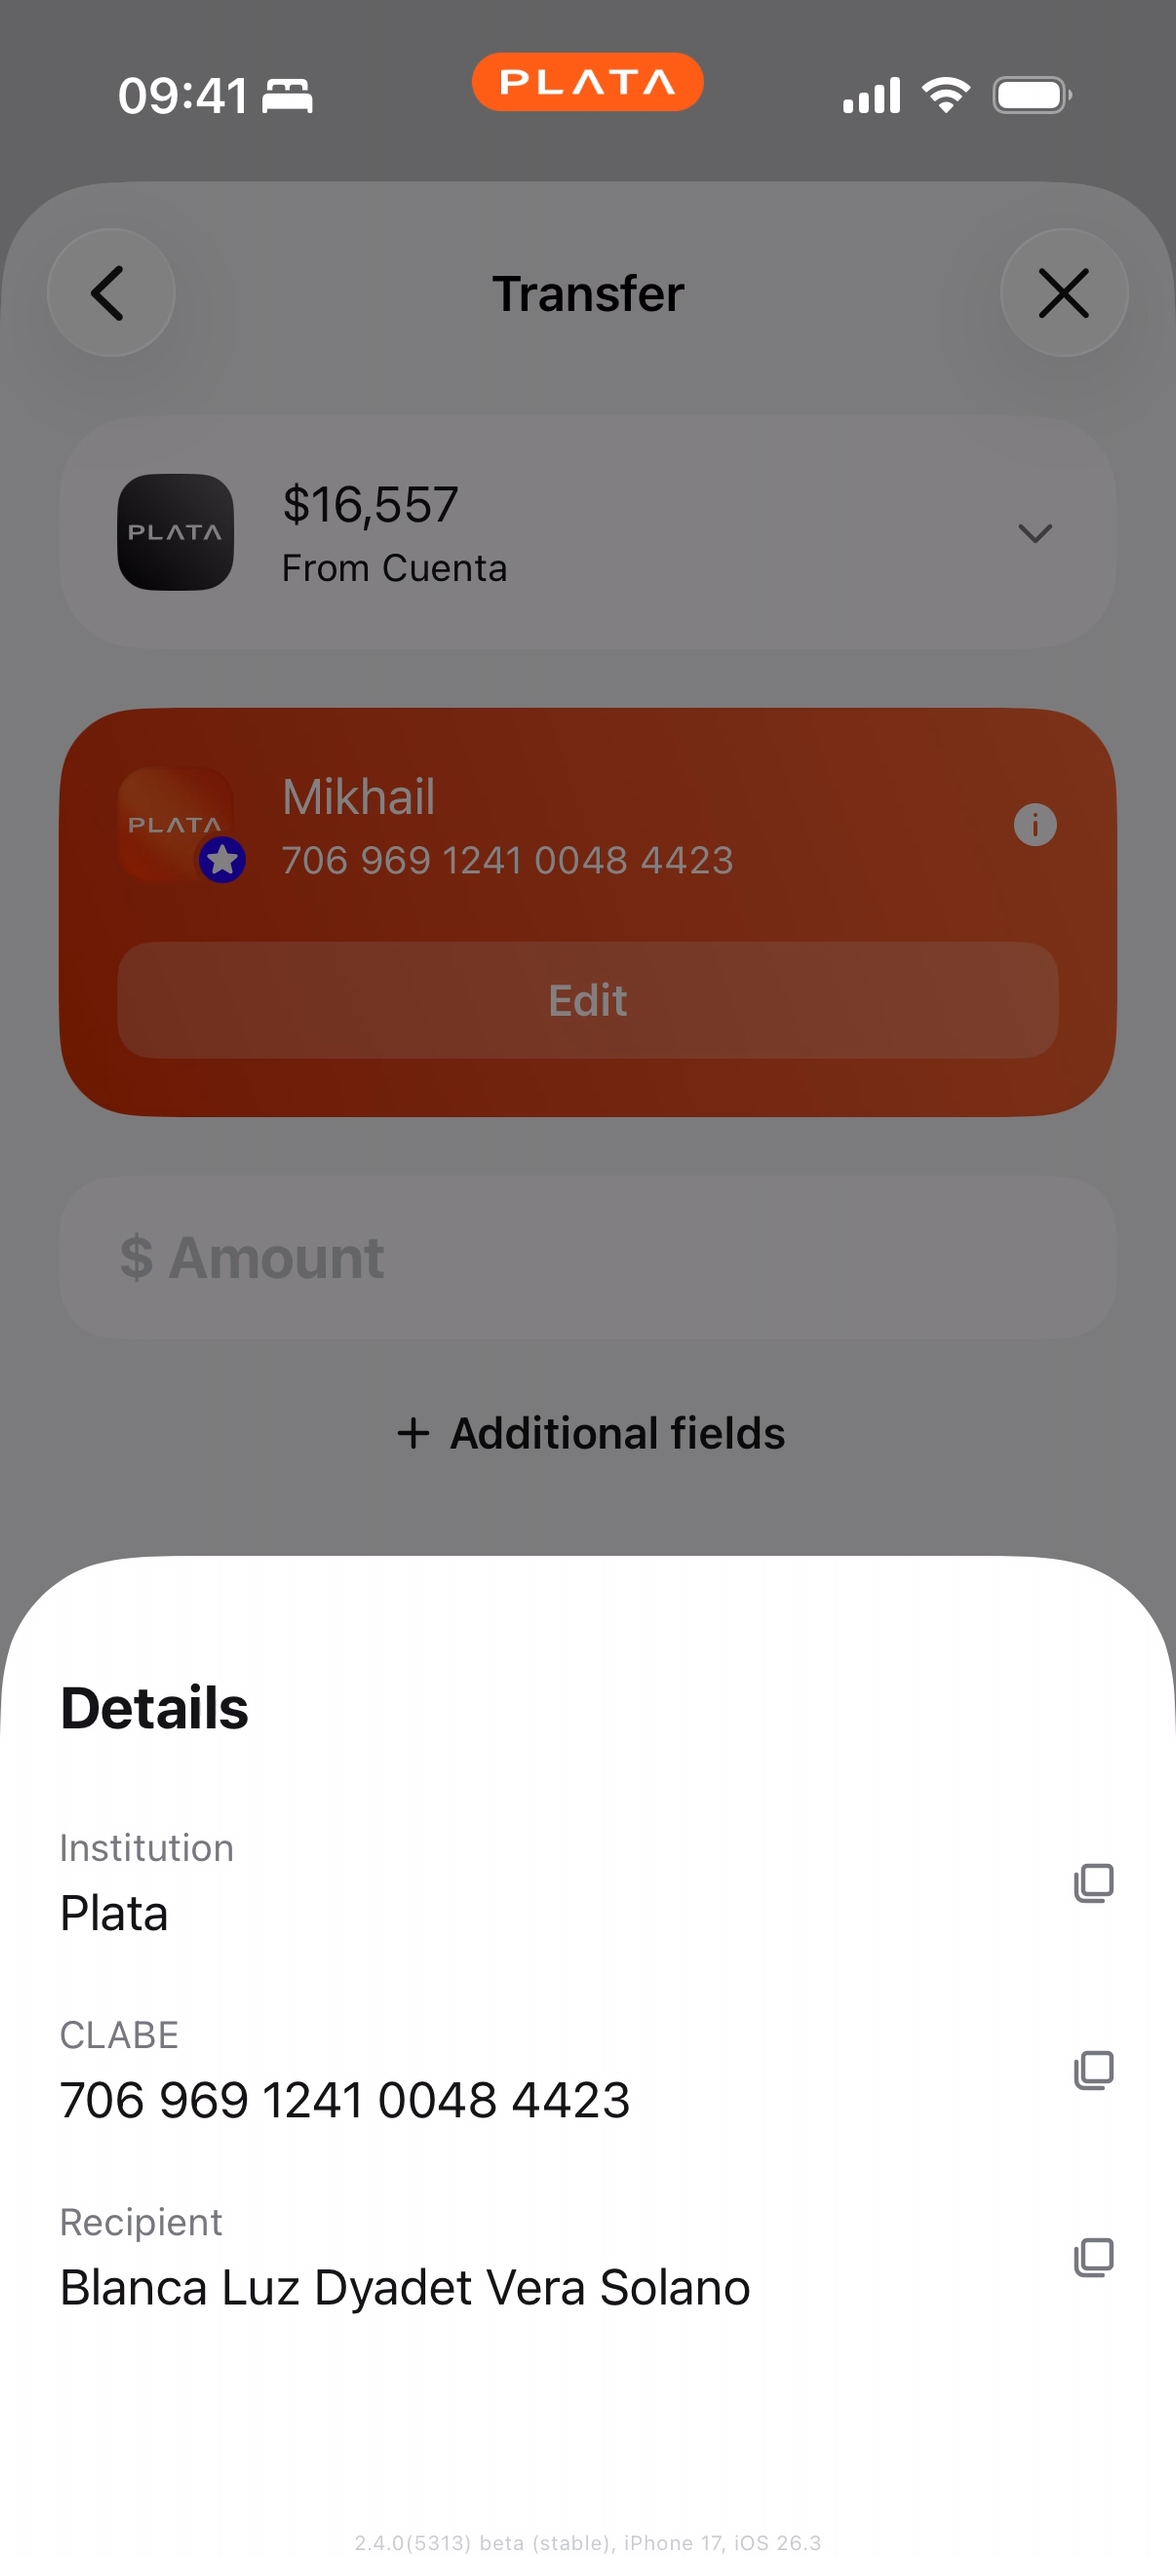 09:41
PLATA
Transfer
PLATA
$16,557
From Cuenta
PLATA
Mikhail
706 969 1241 0048 4423
Edit
$ Amount
+ Additional fields
Details
Institution
Plata
CLABE
706 969 1241 0048 4423
Recipient
Blanca Luz Dyadet Vera Solano
2.4.0(5313) beta (stable), iPhone 17, iOS 26.3